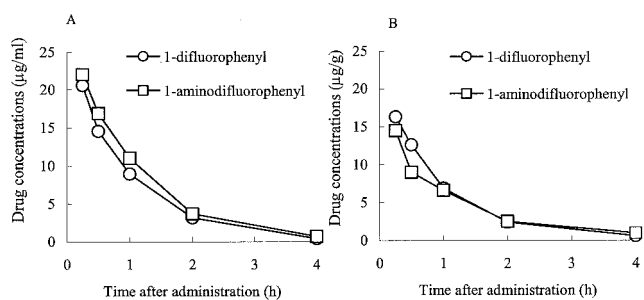 A
1-difluorophenyl
1-aminodifluorophenyl
Drug concentrations (μg/ml)
25
20
15
10
5
0
0 1 2 3 4
Time after administration (h)
B
1-difluorophenyl
1-aminodifluorophenyl
Drug concentrations (μg/g)
25
20
15
10
5
0
0 1 2 3 4
Time after administration (h)